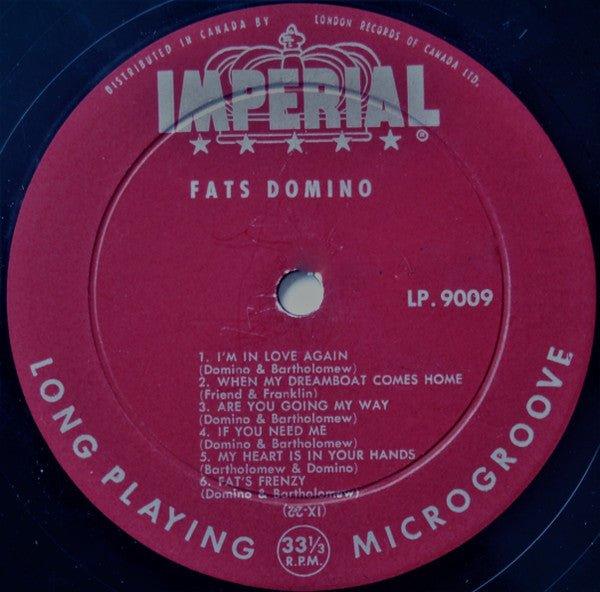 DISTRIBUTED IN CANADA BY LONDON RECORDS OF CANADA LTD.
IMPERIAL
®
FATS DOMINO
LP. 9009
1. I'M IN LOVE AGAIN
(Domino & Bartholomew)
2. WHEN MY DREAMBOAT COMES HOME
(Friend & Franklin)
3. ARE YOU GOING MY WAY
(Domino & Bartholomew)
4. IF YOU NEED ME
(Domino & Bartholomew)
5. MY HEART IS IN YOUR HANDS
(Bartholomew & Domino)
6. FAT'S FRENZY
(Domino & Bartholomew)
LONG PLAYING MICROGROOVE
33⅓
R.P.M.